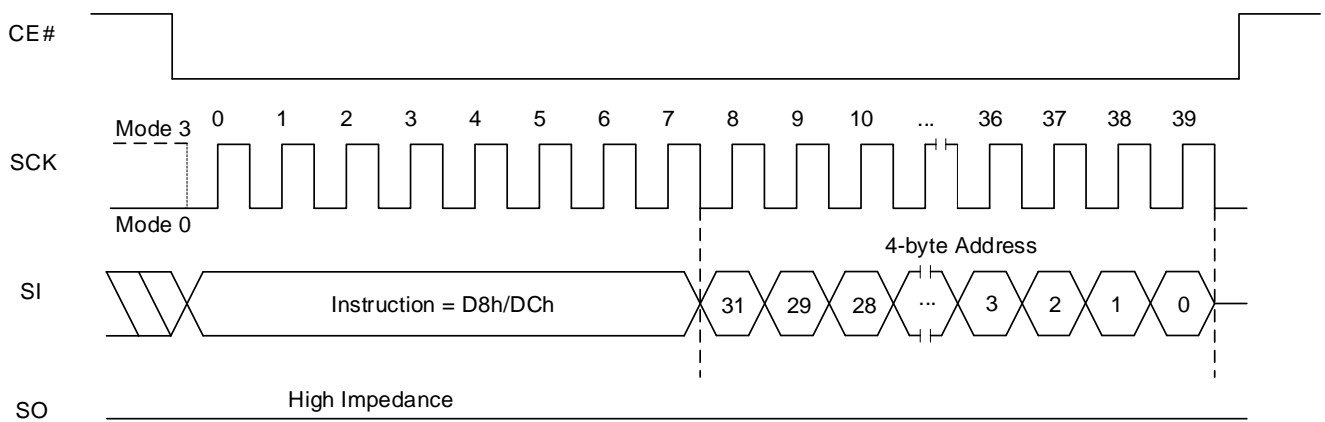 CE#
0 1 2 3 4 5 6 7 8 9 10 ... 36 37 38 39
Mode 3
SCK
Mode 0
4-byte Address
SI
Instruction = D8h/DCh 31 29 28 ... 3 2 1 0
High Impedance
SO